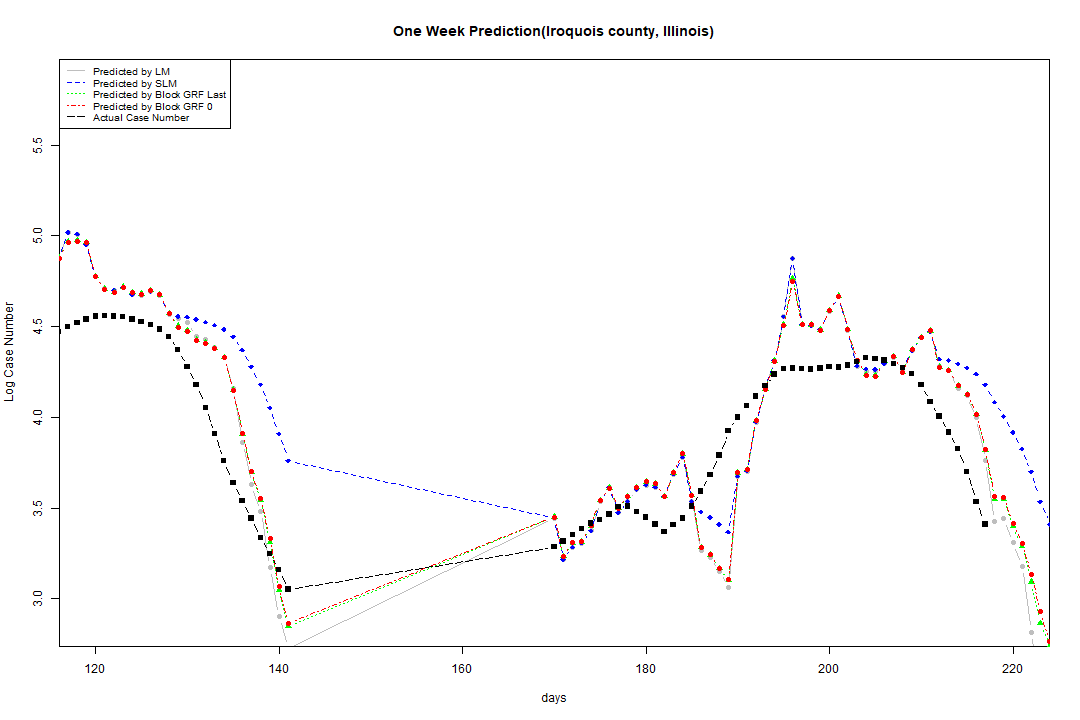 One Week Prediction(Iroquois county, Illinois)
Predicted by LM
Predicted by SLM
Predicted by Block GRF Last
Predicted by Block GRF 0
Actual Case Number
Log Case Number
5.5
5.0
4.5
4.0
3.5
3.0
120 140 160 180 200 220
days